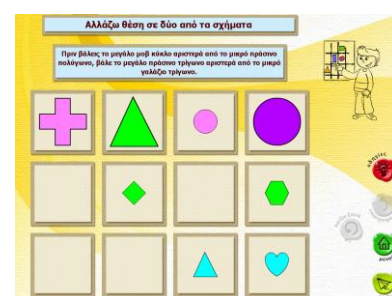 Αλλάζω θέση σε δύο από τα σχήματα
Πριν βάλεις το μεγάλο μοβ κύκλο αριστερά από το μικρό πράσινο
πολύγωνο, βάλε το μεγάλο πράσινο τρίγωνο αριστερά από το μικρό
γαλάζιο τρίγωνο.